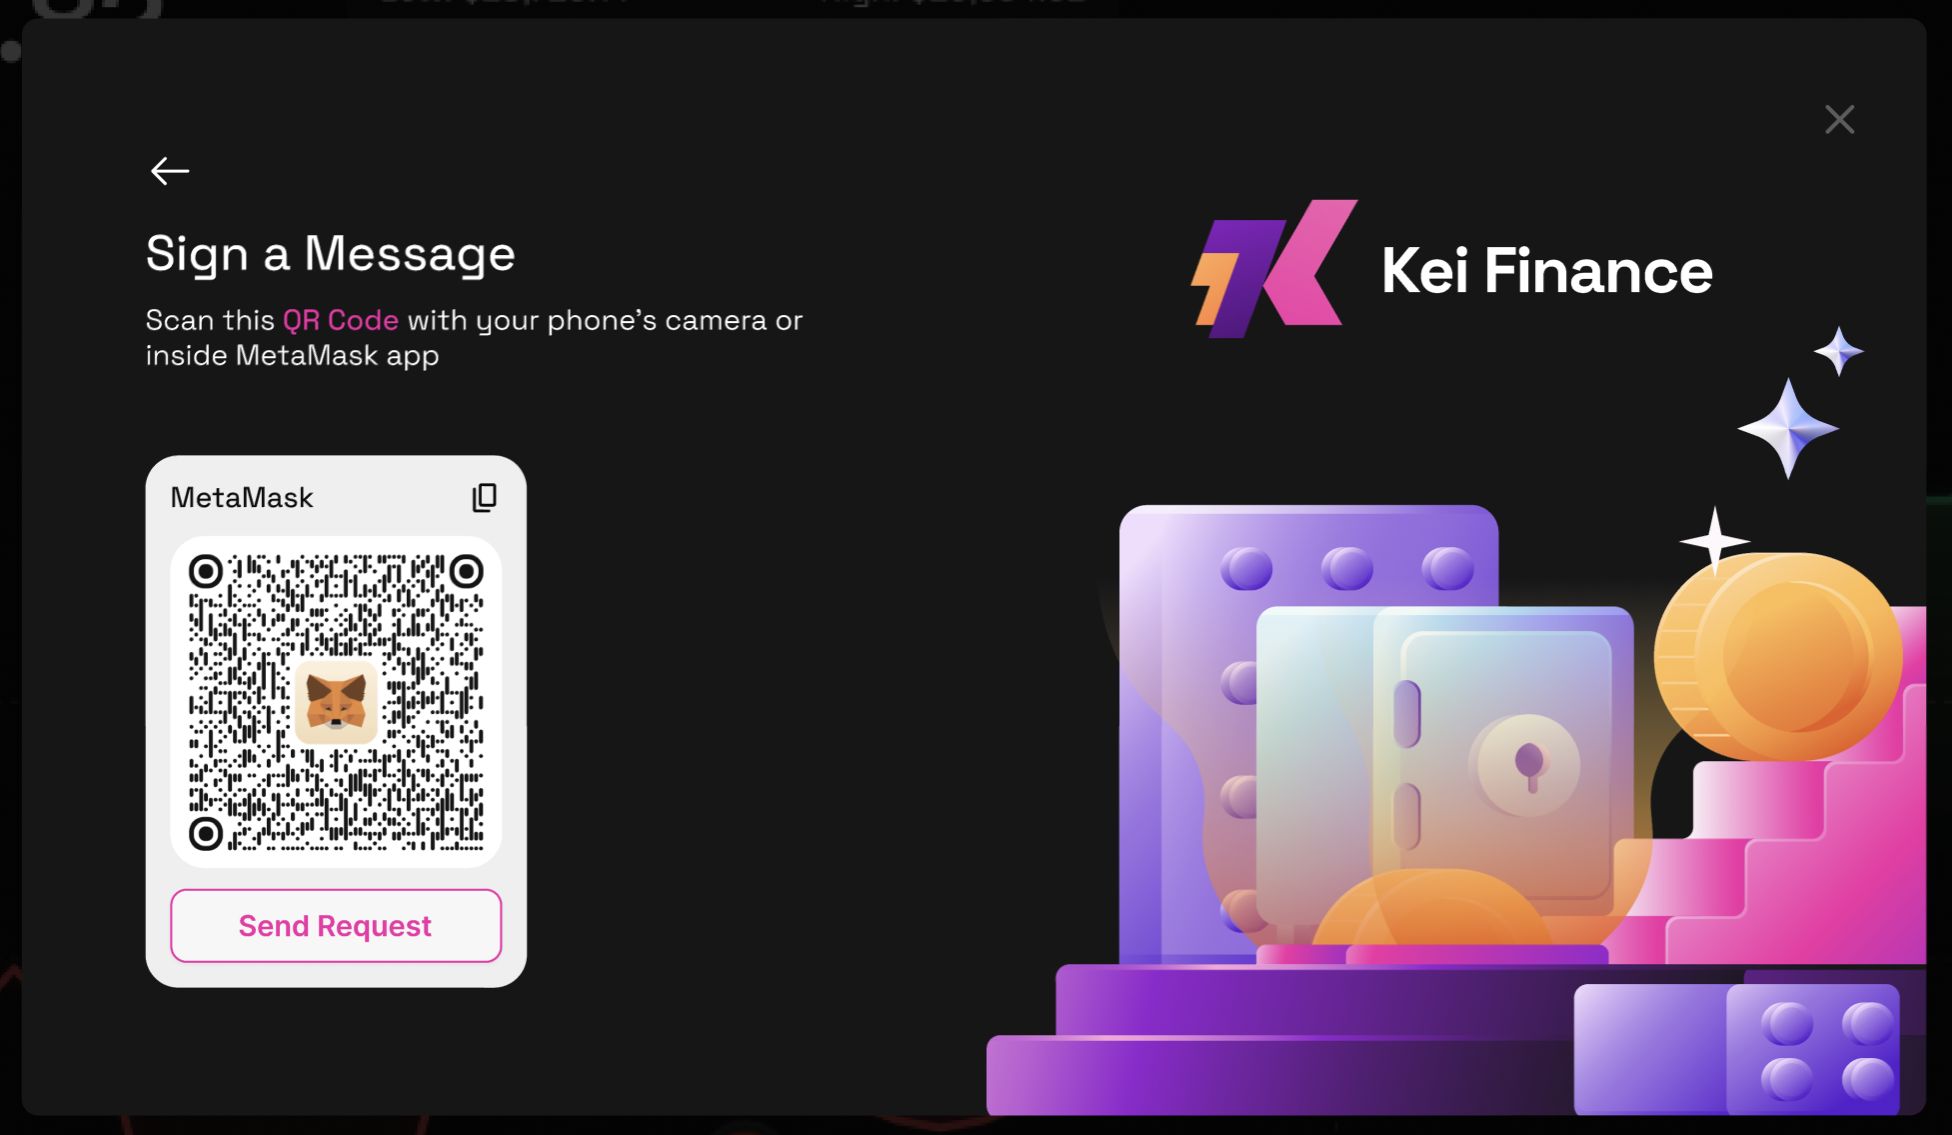 Sign a Message
Scan this QR Code with your phone's camera or
inside MetaMask app
MetaMask
Send Request
Kei Finance